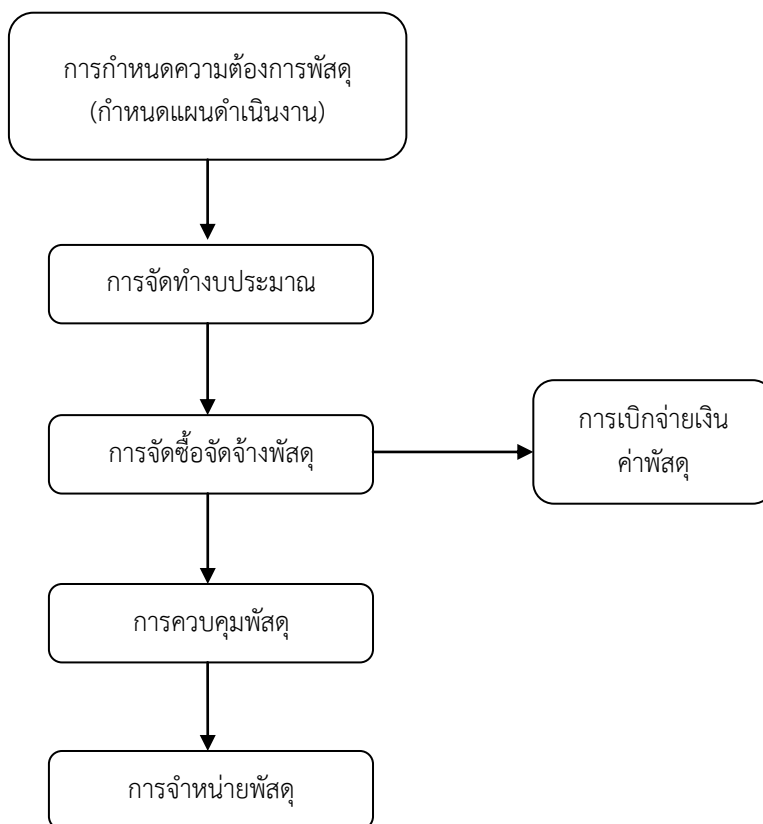 การกำหนดความต้องการพัสดุ
(กำหนดแผนดำเนินงาน)
การจัดทำงบประมาณ
การจัดซื้อจัดจ้างพัสดุ
การเบิกจ่ายเงิน
ค่าพัสดุ
การควบคุมพัสดุ
การจำหน่ายพัสดุ